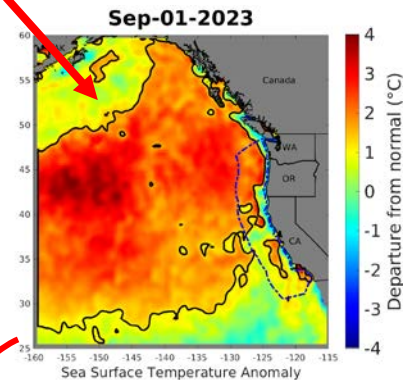 Sep-01-2023
60
55
50
45
40
35
30
25
AK
Canada
WA
OR
CA
-160 -155 -150 -145 -140 -135 -130 -125 -120 -115
Sea Surface Temperature Anomaly
4
3
2
1
0
-1
-2
-3
-4
Departure from normal (°C)